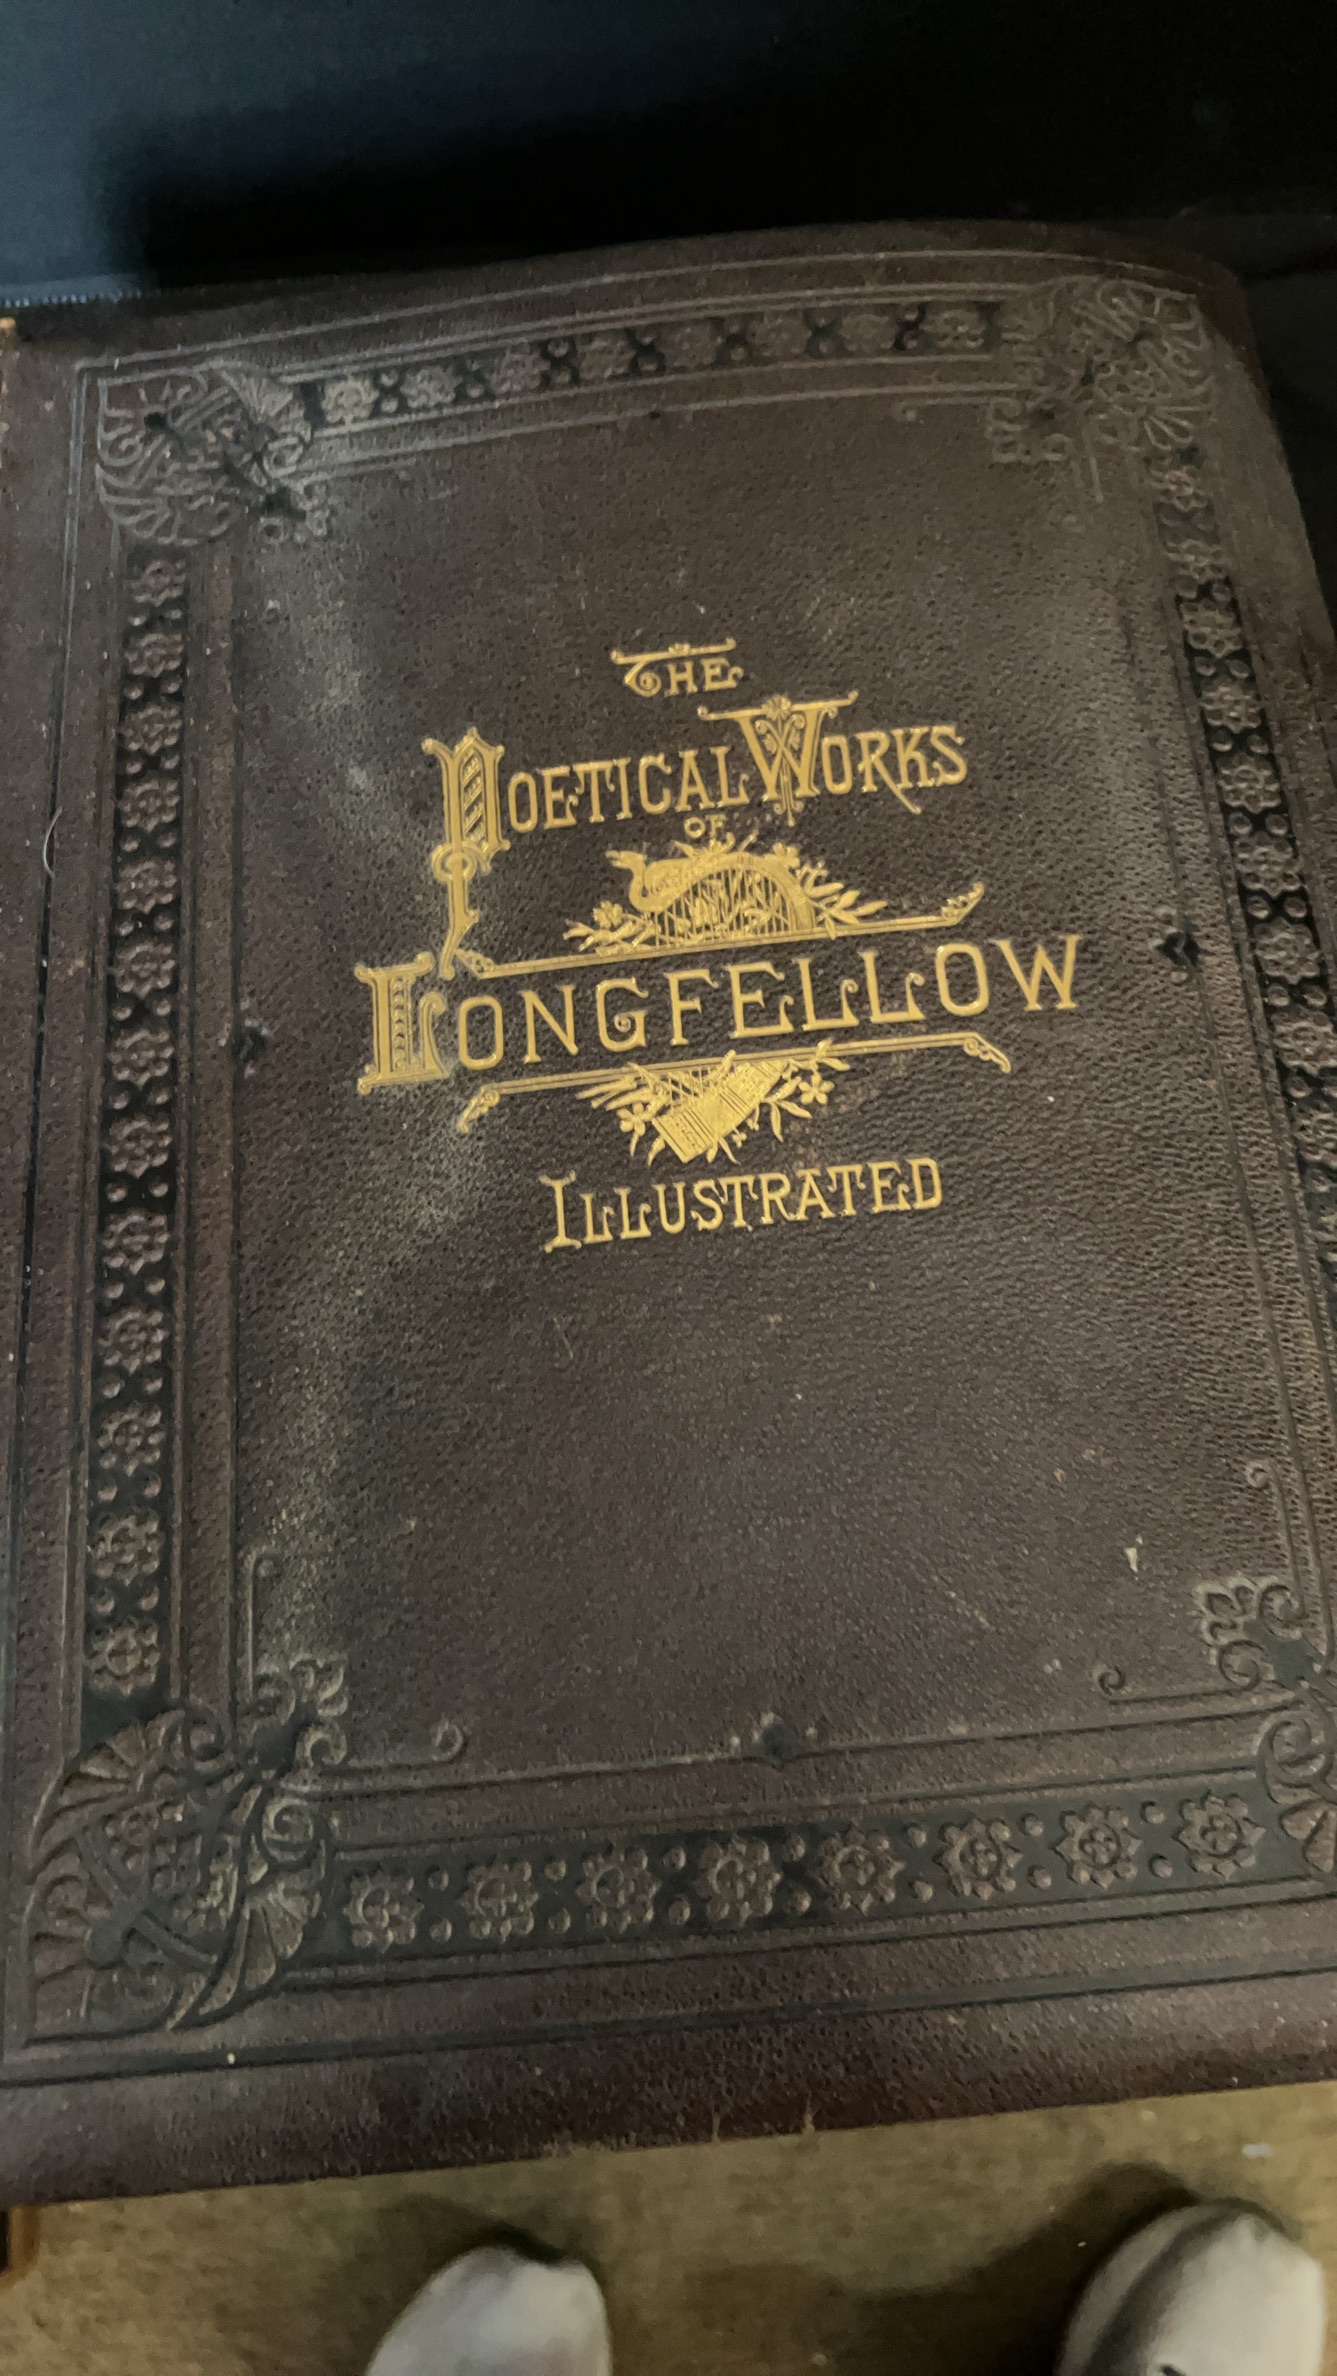 THE
POETICAL WORKS
OF
LONGFELLOW
ILLUSTRATED